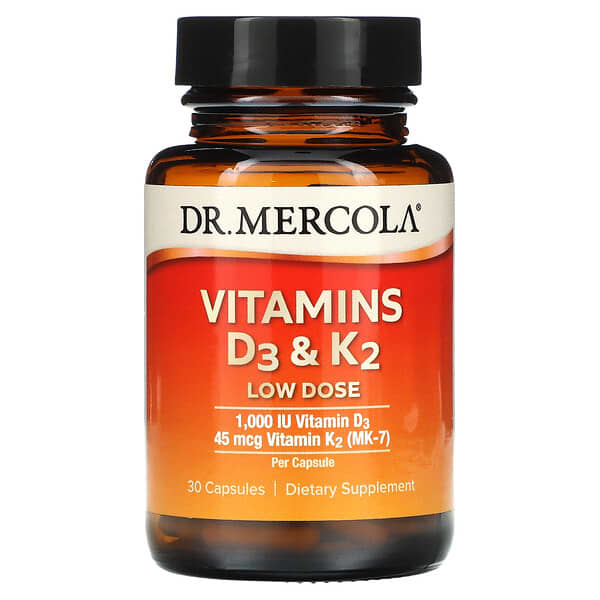 DR. MERCOLA®
VITAMINS
D3 & K2
LOW DOSE
1,000 IU Vitamin D3
45 mcg Vitamin K2 (MK-7)
Per Capsule
30 Capsules | Dietary Supplement